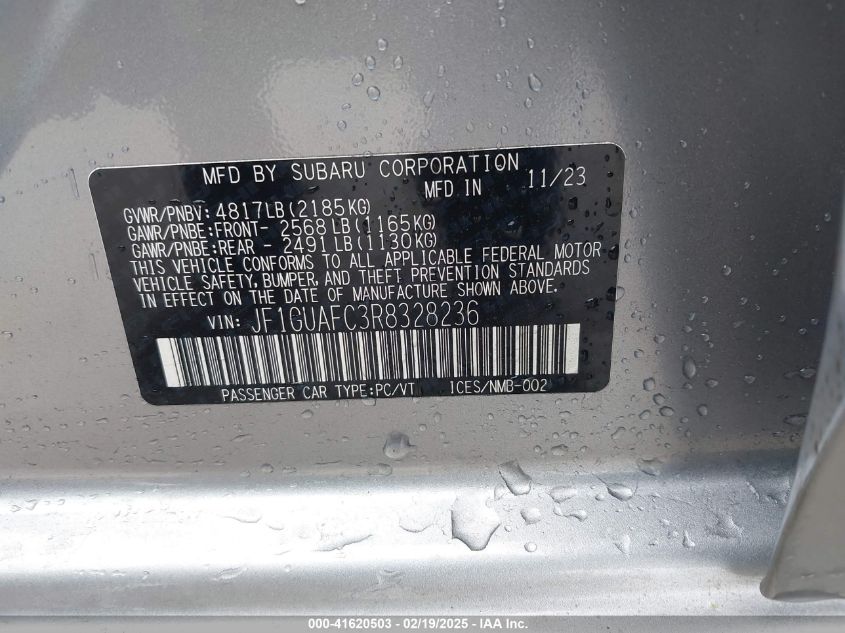 MFD BY SUBARU CORPORATION
MFD IN 11/23
GVWR/PNBV: 4817LB(2185KG)
GAWR/PNBE:FRONT- 2568LB(1165KG)
GAWR/PNBE:REAR - 2491LB(1130KG)
THIS VEHICLE CONFORMS TO ALL APPLICABLE FEDERAL MOTOR
VEHICLE SAFETY, BUMPER, AND THEFT PREVENTION STANDARDS
IN EFFECT ON THE DATE OF MANUFACTURE SHOWN ABOVE.
VIN: JF1GUAFC3R8328236
PASSENGER CAR TYPE:PC/VT ICES/NMB-002
000-41620503 - 02/19/2025 - IAA Inc.